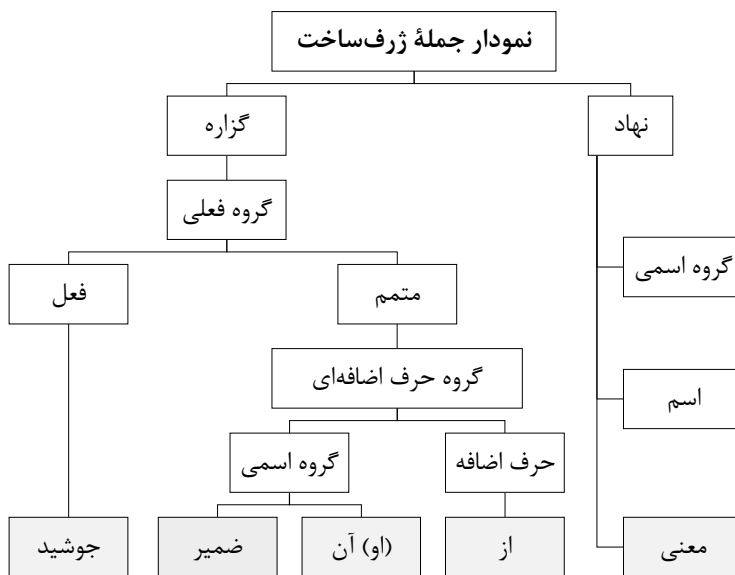 نمودار جملهٔ ژرف‌ساخت
نهاد
گزاره
گروه فعلی
گروه اسمی
متمم
فعل
گروه حرف اضافه‌ای
اسم
حرف اضافه
گروه اسمی
معنی
از
(او) آن
ضمیر
جوشید